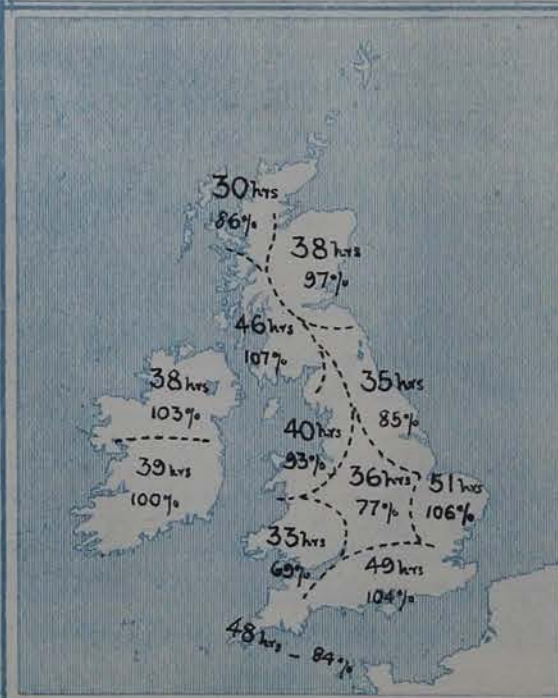 30 hrs
86%
38 hrs
97%
46 hrs
107%
38 hrs
103%
35 hrs
85%
40 hrs
93%
39 hrs
100%
36 hrs
77%
51 hrs
106%
33 hrs
69%
49 hrs
104%
48 hrs - 84%